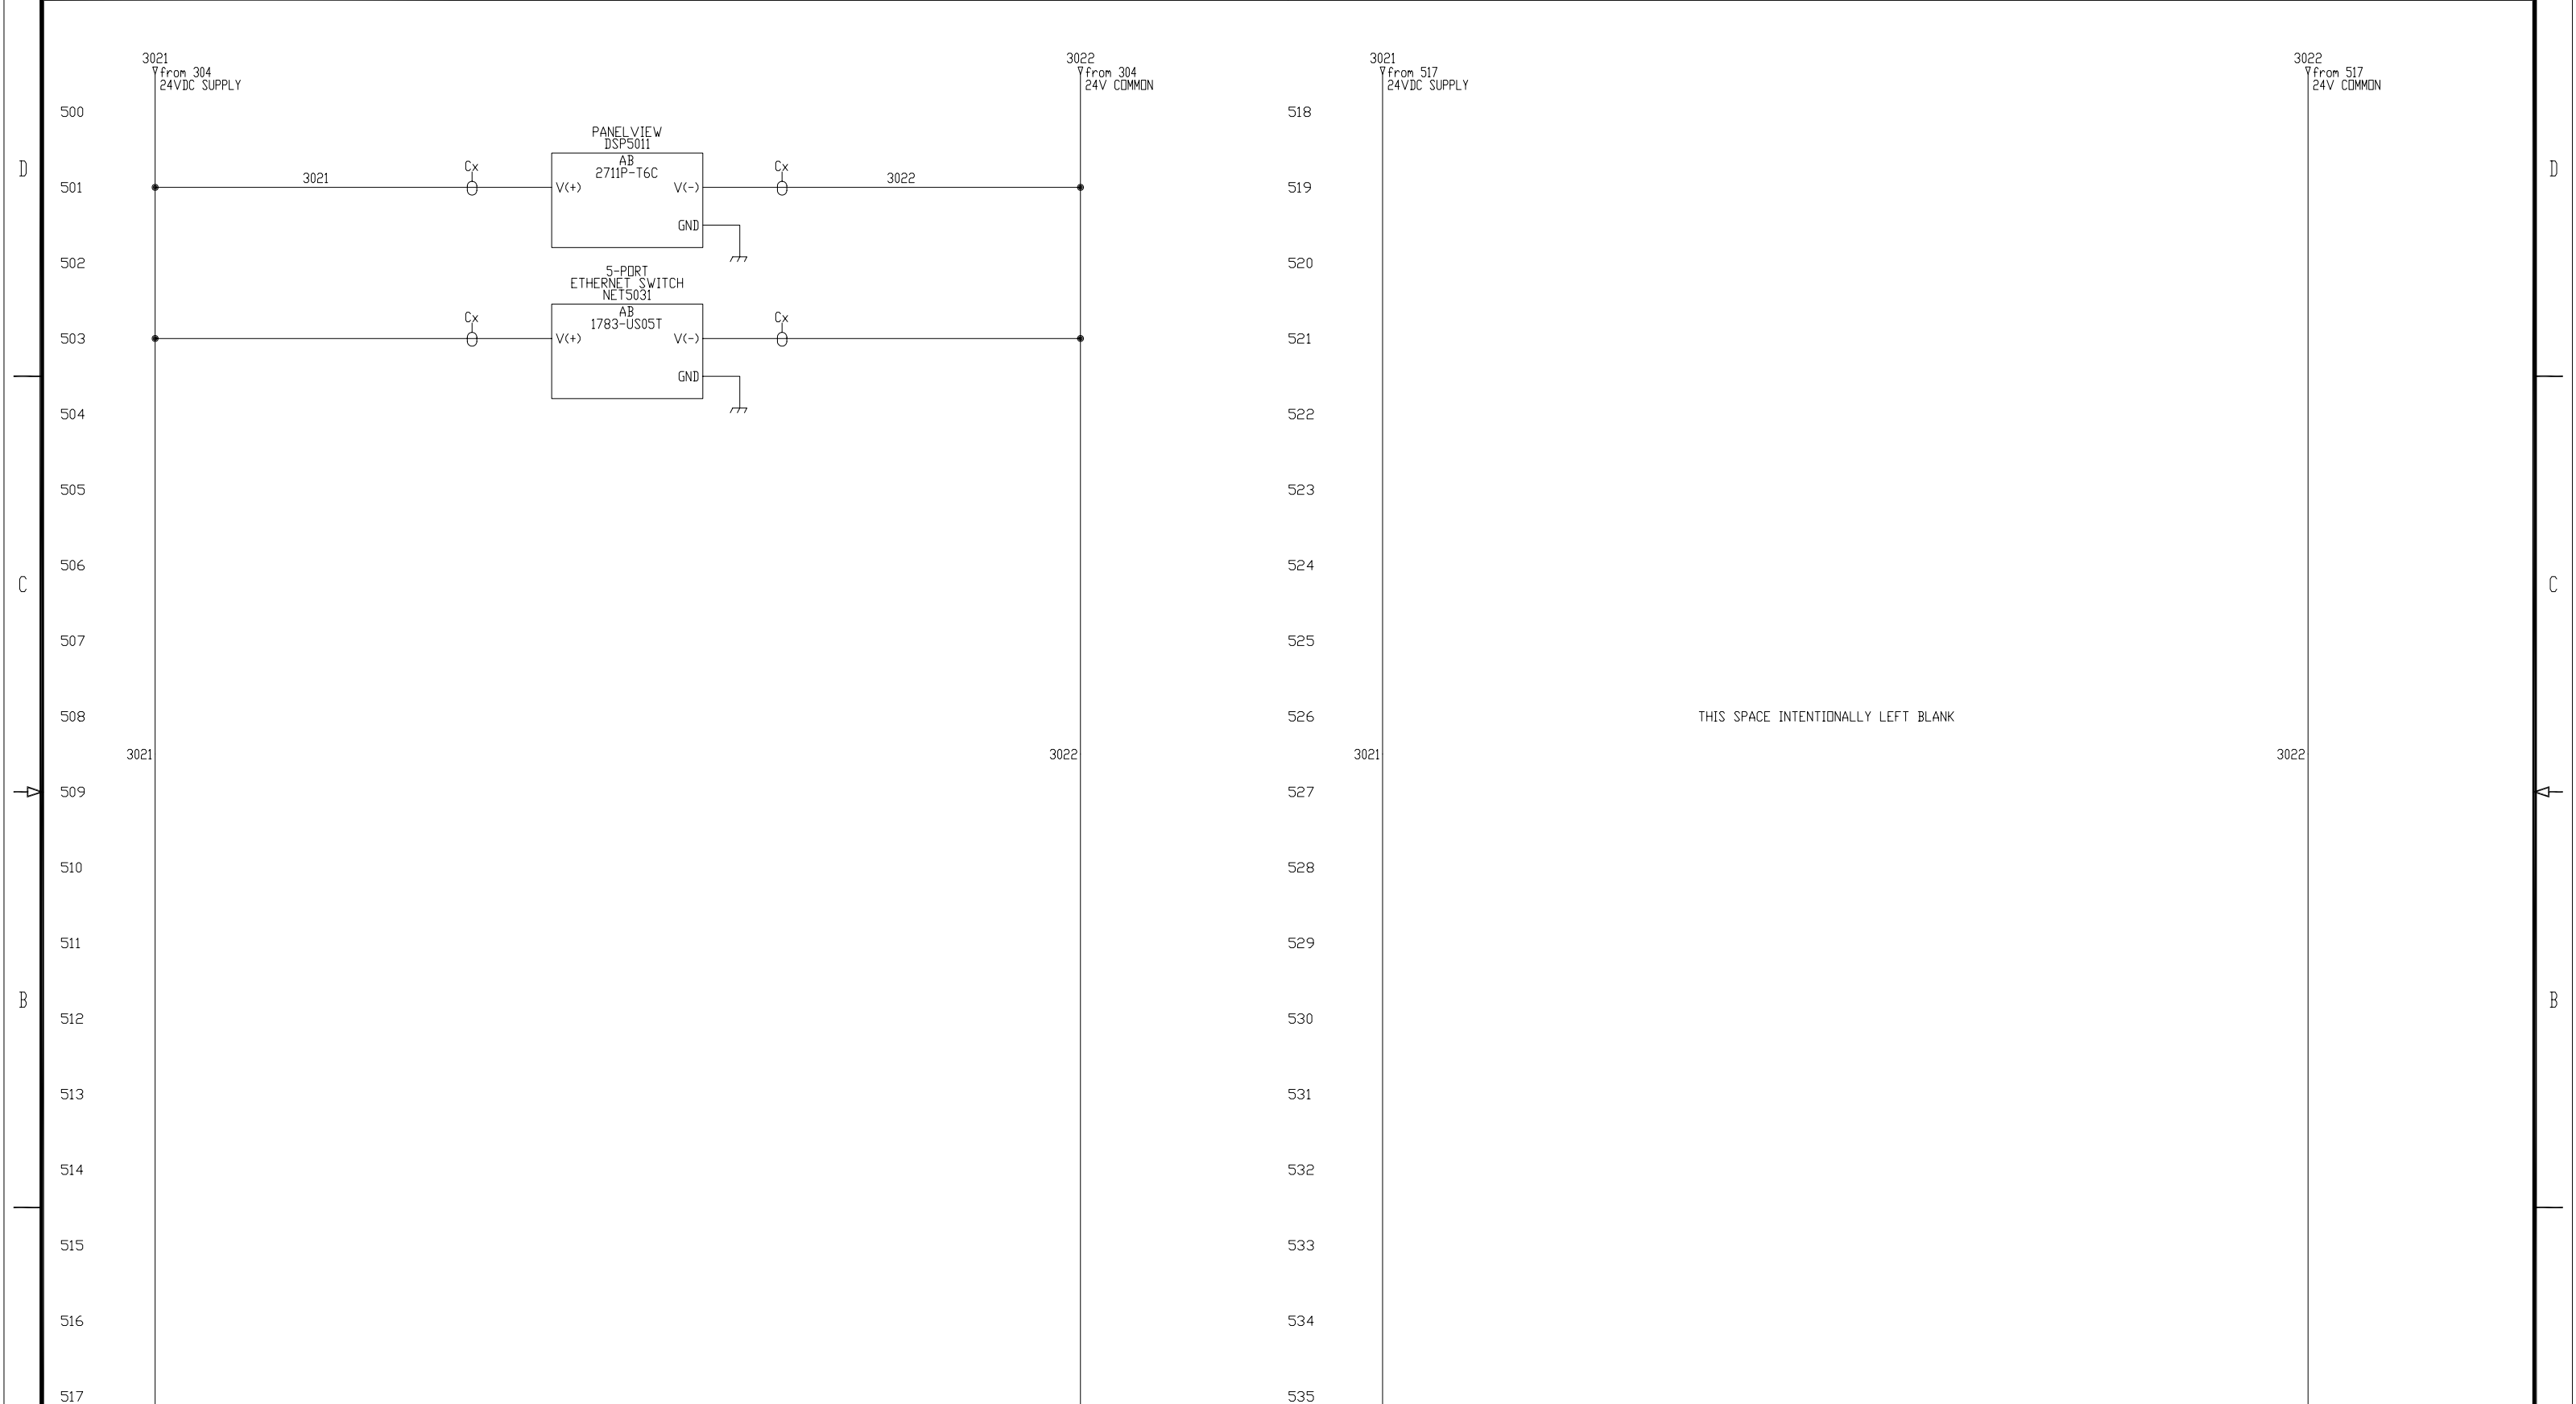 3021
from 304
24VDC SUPPLY
3022
from 304
24V COMMON
500
PANELVIEW
DSP5011
AB
2711P-T6C
D
501
3021
Cx
V(+)
V(-)
Cx
3022
GND
502
5-PORT
ETHERNET SWITCH
NET5031
AB
1783-US05T
503
Cx
V(+)
V(-)
Cx
GND
504
505
506
C
507
508
3021
3022
509
510
511
B
512
513
514
515
516
517
3021
from 517
24VDC SUPPLY
3022
from 517
24V COMMON
518
D
519
520
521
522
523
524
C
525
526
THIS SPACE INTENTIONALLY LEFT BLANK
3021
3022
527
528
529
B
530
531
532
533
534
535